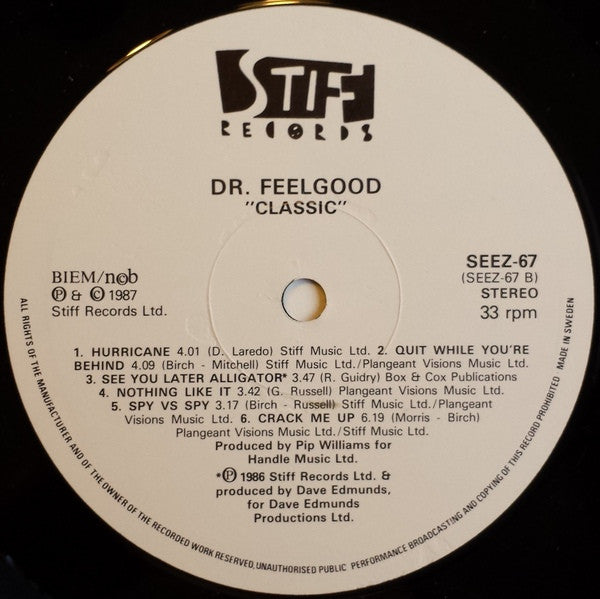 STIFF
RECORDS
DR. FEELGOOD
"CLASSIC"
BIEM/ncb
℗ & © 1987
Stiff Records Ltd.
SEEZ-67
(SEEZ-67 B)
STEREO
33 rpm
1. HURRICANE 4.01 (D. Laredo) Stiff Music Ltd. 2. QUIT WHILE YOU'RE
BEHIND 4.09 (Birch - Mitchell) Stiff Music Ltd./Plangeant Visions Music Ltd.
3. SEE YOU LATER ALLIGATOR* 3.47 (R. Guidry) Box & Cox Publications
4. NOTHING LIKE IT 3.42 (G. Russell) Plangeant Visions Music Ltd.
5. SPY VS SPY 3.17 (Birch - Russell) Stiff Music Ltd./Plangeant
Visions Music Ltd. 6. CRACK ME UP 6.19 (Morris - Birch)
Plangeant Visions Music Ltd./Stiff Music Ltd.
Produced by Pip Williams for
Handle Music Ltd.
*℗ 1986 Stiff Records Ltd. &
produced by Dave Edmunds,
for Dave Edmunds
Productions Ltd.
ALL RIGHTS OF THE MANUFACTURER AND OF THE OWNER OF THE RECORDED WORK RESERVED, UNAUTHORISED PUBLIC PERFORMANCE BROADCASTING AND COPYING OF THIS RECORD PROHIBITED MADE IN SWEDEN